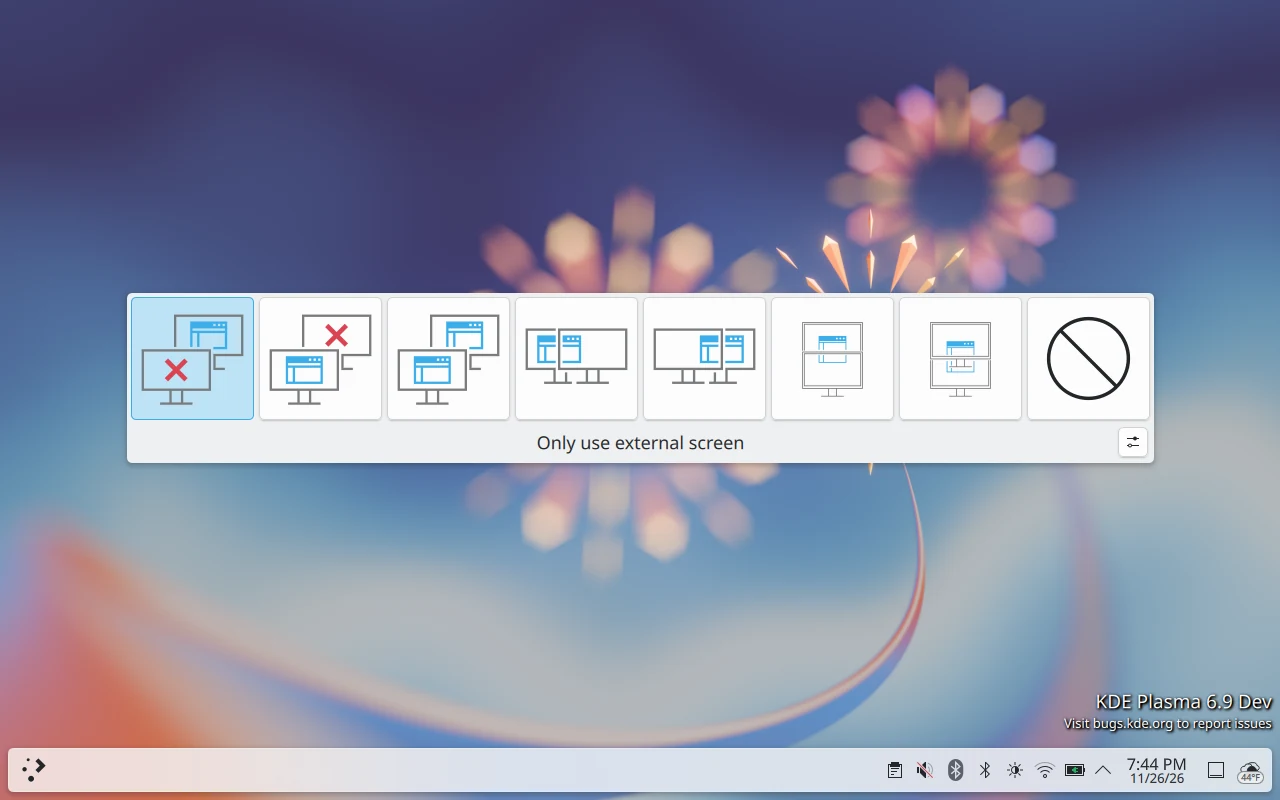 Only use external screen
KDE Plasma 6.9 Dev
Visit bugs.kde.org to report issues
7:44 PM
11/26/26
44°F